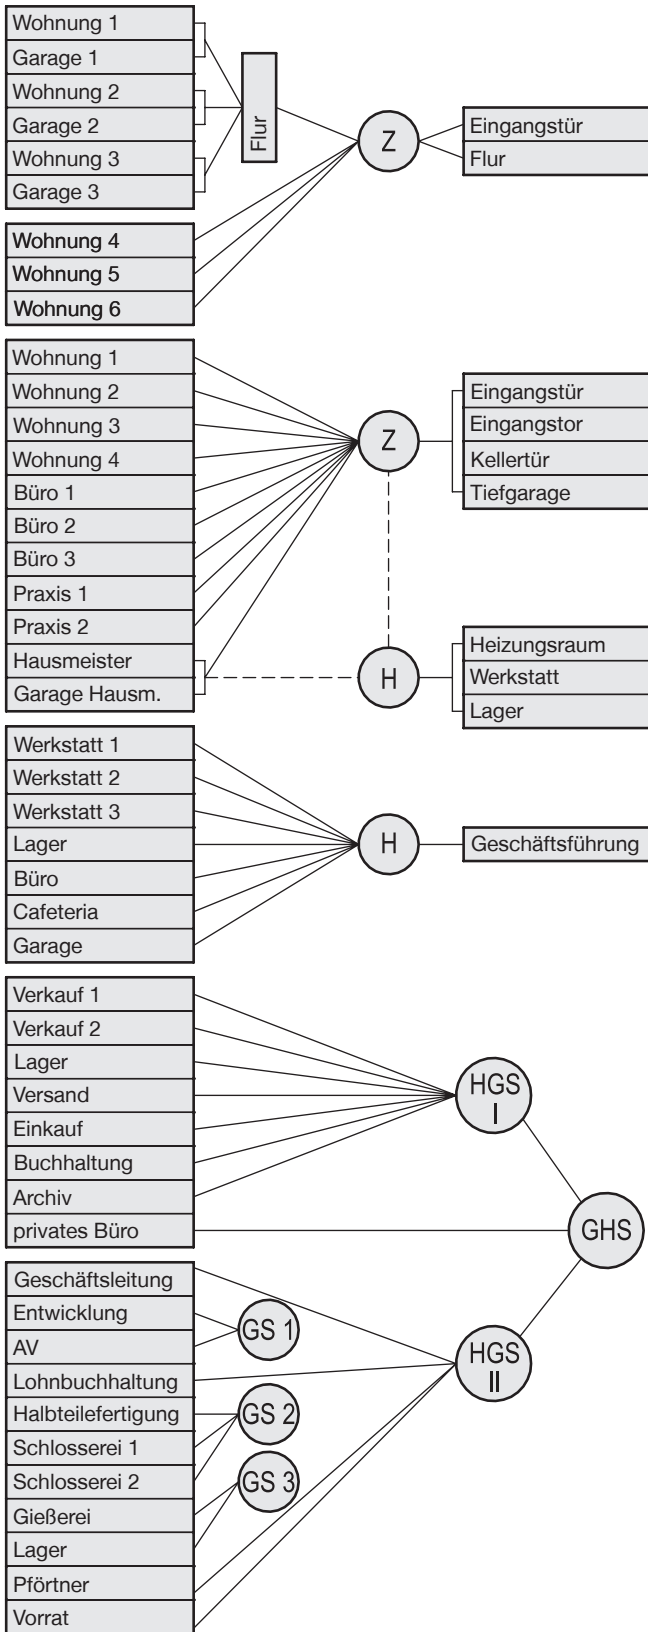 Wohnung 1
Garage 1
Wohnung 2
Garage 2
Wohnung 3
Garage 3
Flur
Z
Eingangstür
Flur
Wohnung 4
Wohnung 5
Wohnung 6
Wohnung 1
Wohnung 2
Wohnung 3
Wohnung 4
Büro 1
Büro 2
Büro 3
Praxis 1
Praxis 2
Hausmeister
Garage Hausm.
Z
Eingangstür
Eingangstor
Kellertür
Tiefgarage
H
Heizungsraum
Werkstatt
Lager
Werkstatt 1
Werkstatt 2
Werkstatt 3
Lager
Büro
Cafeteria
Garage
H
Geschäftsführung
Verkauf 1
Verkauf 2
Lager
Versand
Einkauf
Buchhaltung
Archiv
privates Büro
HGS
I
GHS
Geschäftsleitung
Entwicklung
AV
Lohnbuchhaltung
Halbteilefertigung
Schlosserei 1
Schlosserei 2
Gießerei
Lager
Pförtner
Vorrat
GS 1
GS 2
GS 3
HGS
II